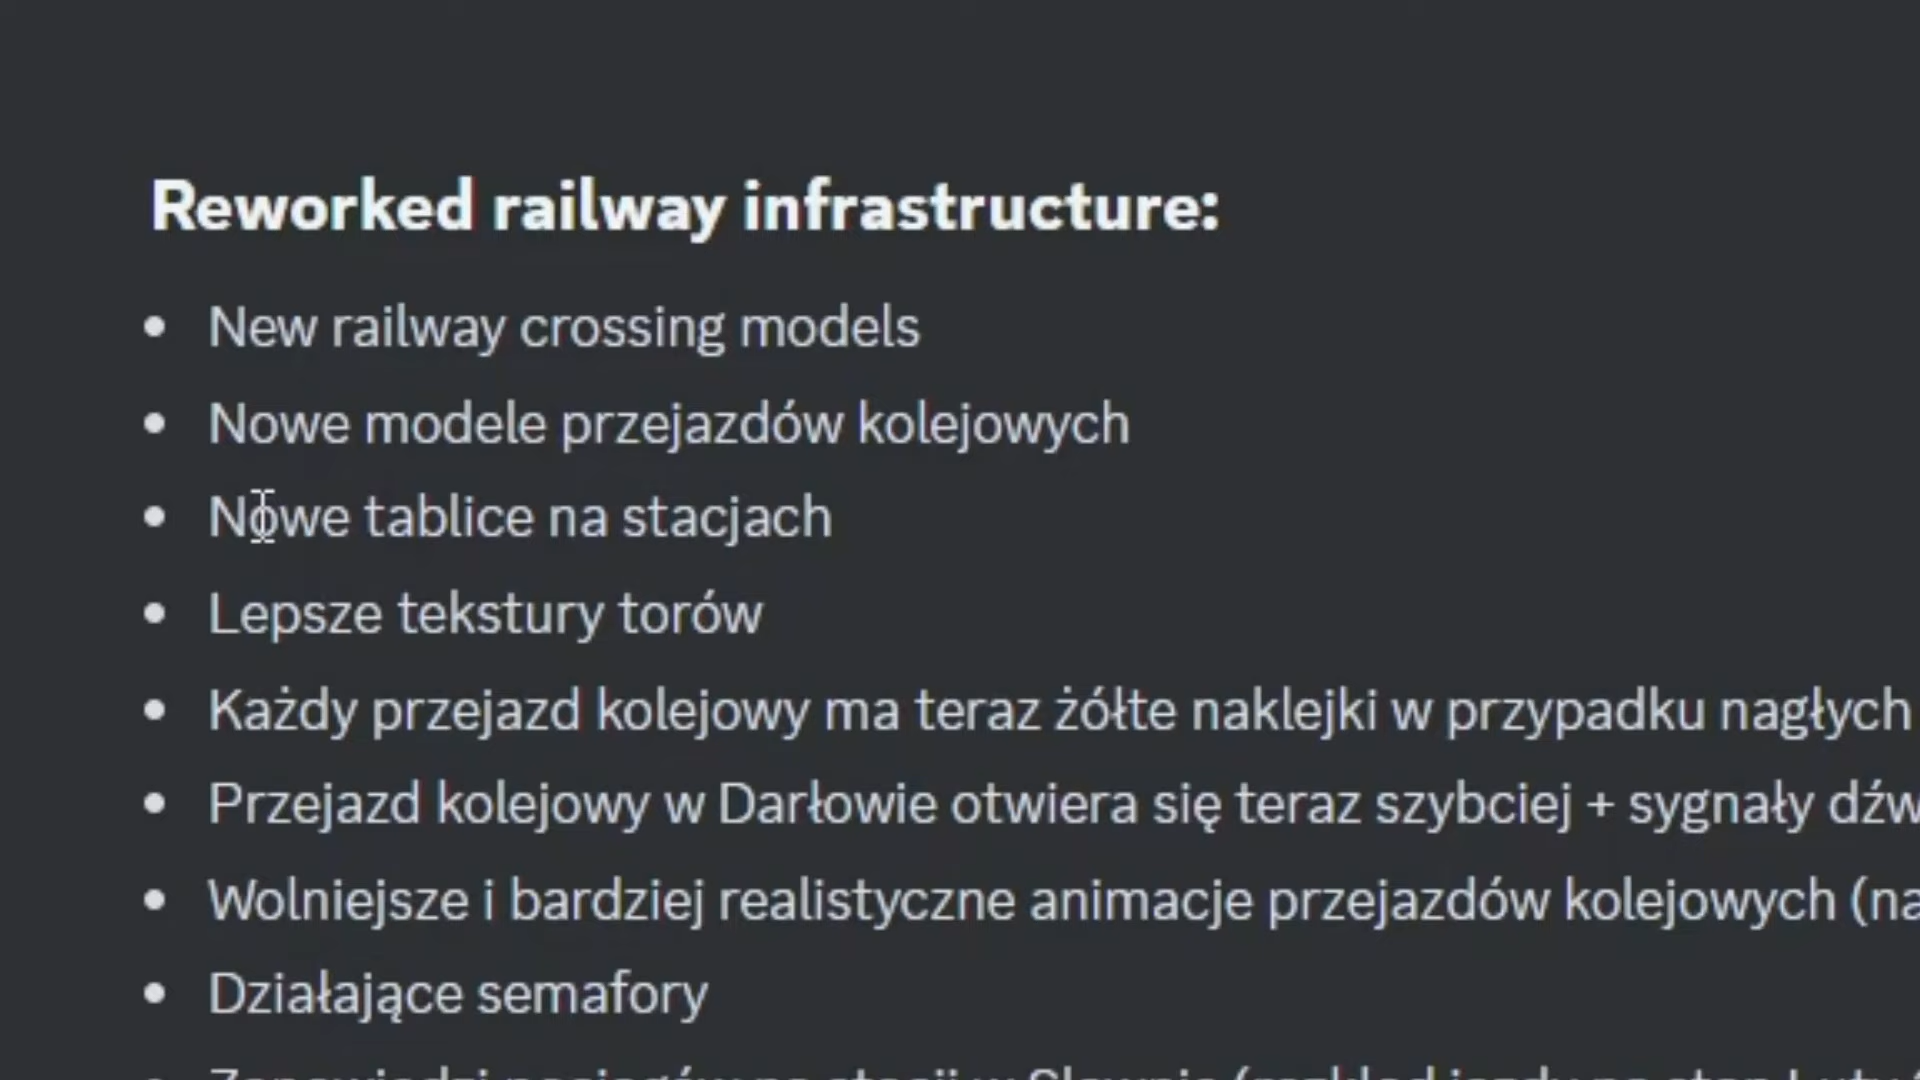 Reworked railway infrastructure:
• New railway crossing models
• Nowe modele przejazdów kolejowych
• Nowe tablice na stacjach
• Lepsze tekstury torów
• Każdy przejazd kolejowy ma teraz żółte naklejki w przypadku nagłych
• Przejazd kolejowy w Darłowie otwiera się teraz szybciej + sygnały dźw
• Wolniejsze i bardziej realistyczne animacje przejazdów kolejowych (na
• Działające semafory